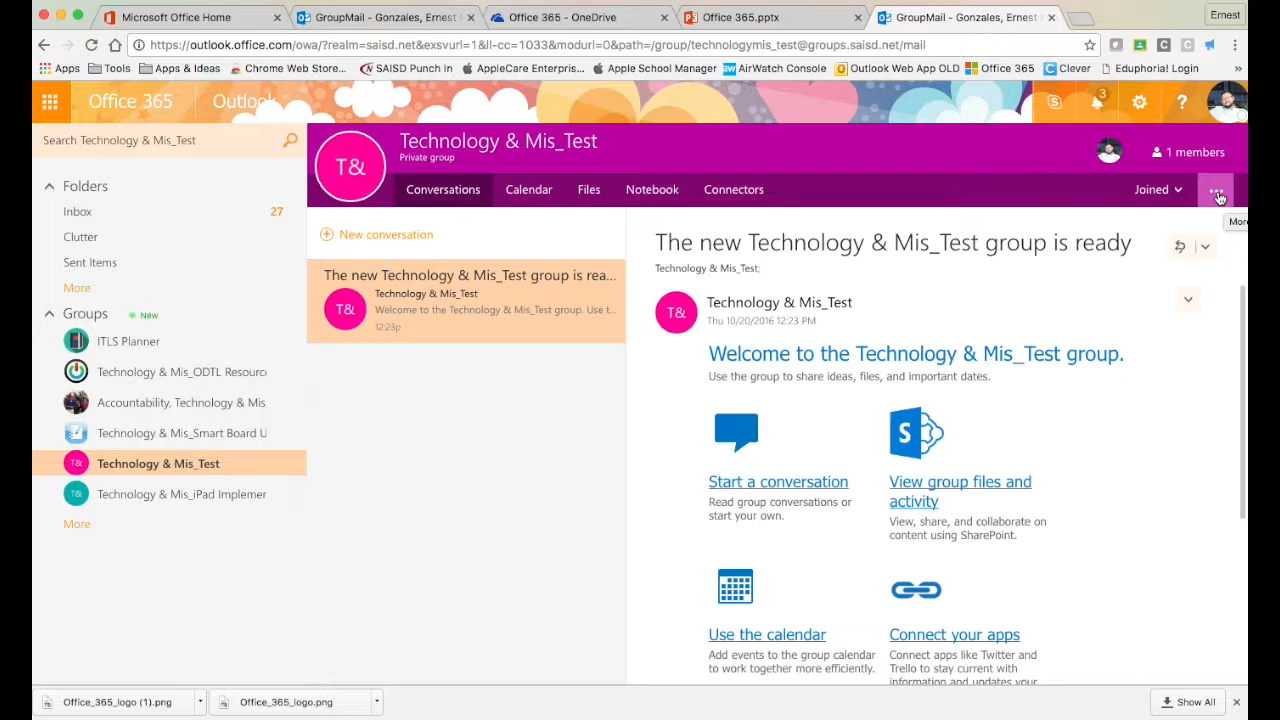 Microsoft Office Home
GroupMail - Gonzales, Ernest
Office 365 - OneDrive
Office 365.pptx
GroupMail - Gonzales, Ernest
Ernest
https://outlook.office.com/owa/?realm=saisd.net&exsvurl=1&ll-cc=1033&modurl=0&path=/group/technologymis_test@groups.saisd.net/mail
Apps
Tools
Apps & Ideas
Chrome Web Store...
SAISD Punch In
AppleCare Enterpris...
Apple School Manager
AirWatch Console
Outlook Web App OLD
Office 365
Clever
Eduphoria! Login
»
Office 365
Outlook
3
?
Search Technology & Mis_Test
T&
Technology & Mis_Test
Private group
1 members
Conversations
Calendar
Files
Notebook
Connectors
Joined
...
More
Folders
Inbox 27
Clutter
Sent Items
More
Groups New
ITLS Planner
Technology & Mis_ODTL Resourc
Accountability, Technology & Mis
Technology & Mis_Smart Board U
T& Technology & Mis_Test
T& Technology & Mis_iPad Implemer
More
New conversation
The new Technology & Mis_Test group is rea...
T&
Technology & Mis_Test
Welcome to the Technology & Mis_Test group. Use t...
12:23p
The new Technology & Mis_Test group is ready
Technology & Mis_Test;
T&
Technology & Mis_Test
Thu 10/20/2016 12:23 PM
Welcome to the Technology & Mis_Test group.
Use the group to share ideas, files, and important dates.
Start a conversation
Read group conversations or
start your own.
View group files and
activity
View, share, and collaborate on
content using SharePoint.
Use the calendar
Add events to the group calendar
to work together more efficiently.
Connect your apps
Connect apps like Twitter and
Trello to stay current with
information and updates your
Office_365_logo (1).png
Office_365_logo.png
Show All